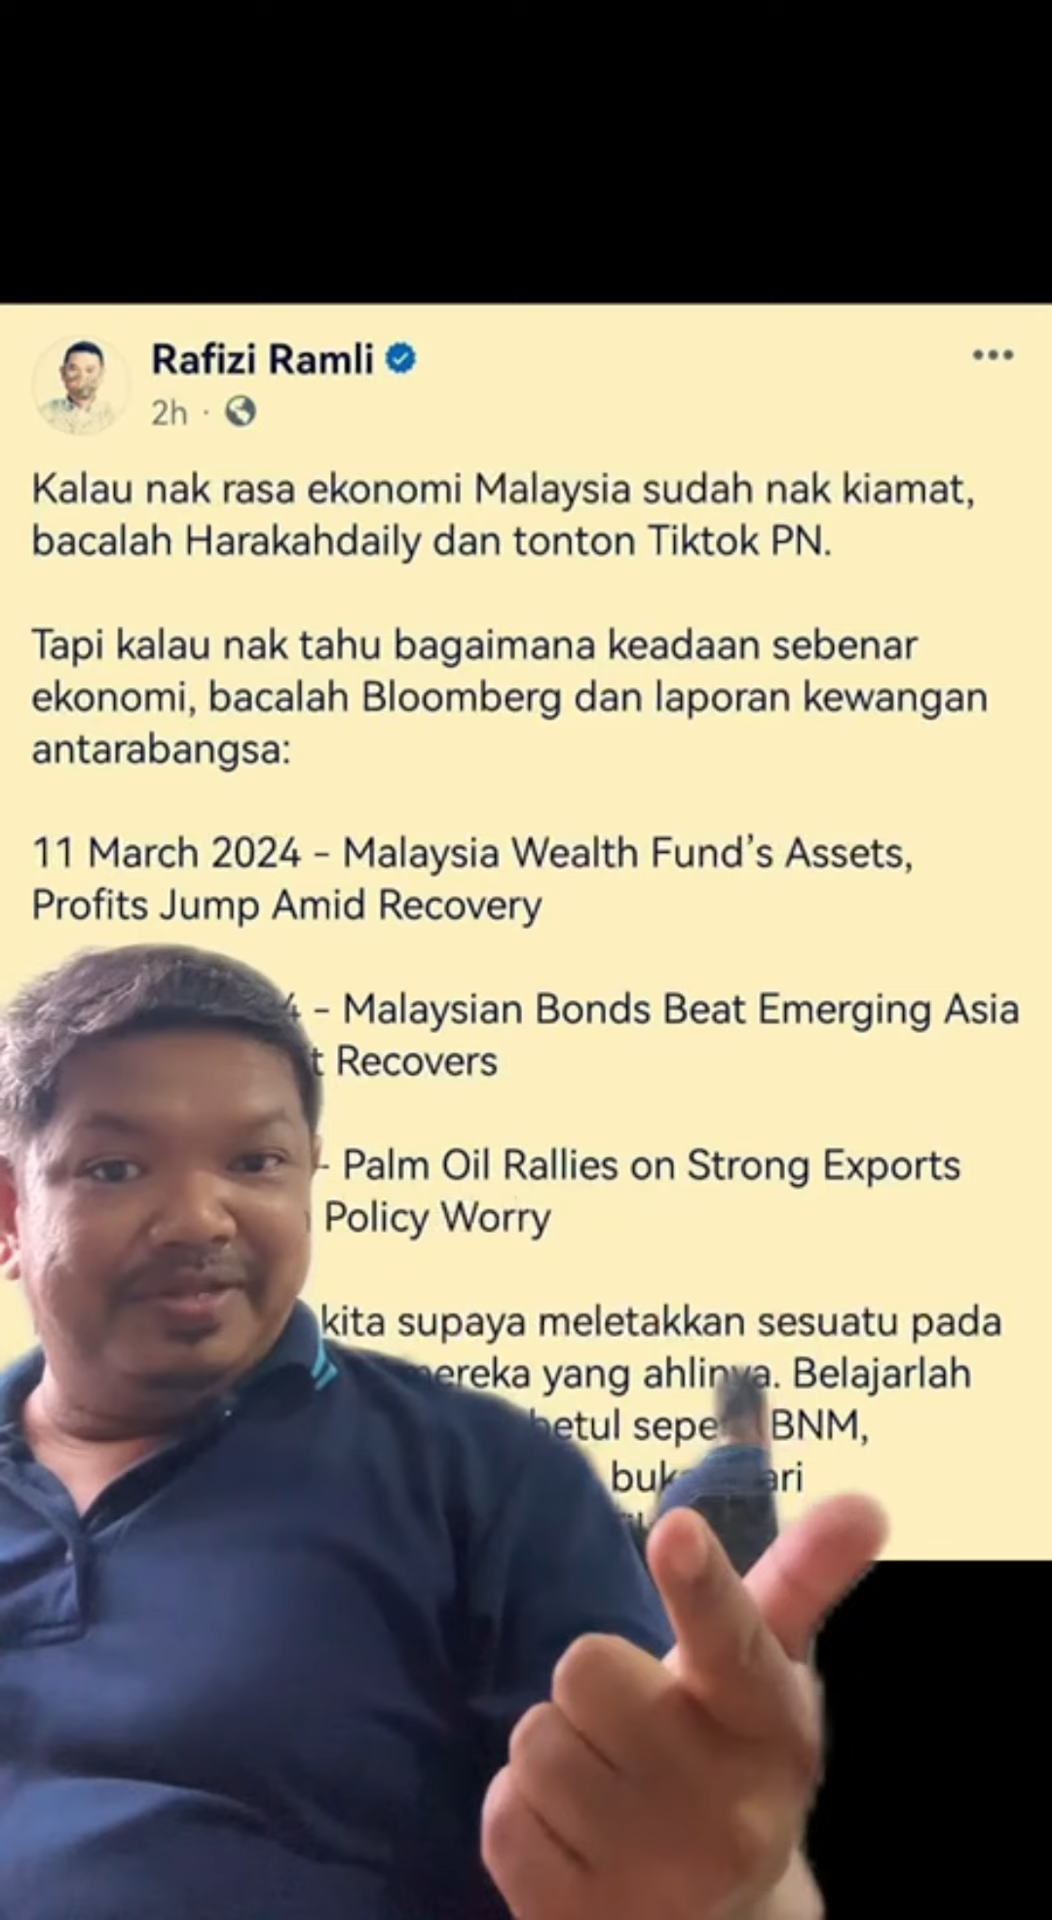 Rafizi Ramli
2h ·
Kalau nak rasa ekonomi Malaysia sudah nak kiamat,
bacalah Harakahdaily dan tonton Tiktok PN.
Tapi kalau nak tahu bagaimana keadaan sebenar
ekonomi, bacalah Bloomberg dan laporan kewangan
antarabangsa:
11 March 2024 - Malaysia Wealth Fund's Assets,
Profits Jump Amid Recovery
- Malaysian Bonds Beat Emerging Asia
Recovers
- Palm Oil Rallies on Strong Exports
Policy Worry
kita supaya meletakkan sesuatu pada
yang ahlinya. Belajarlah
BNM,